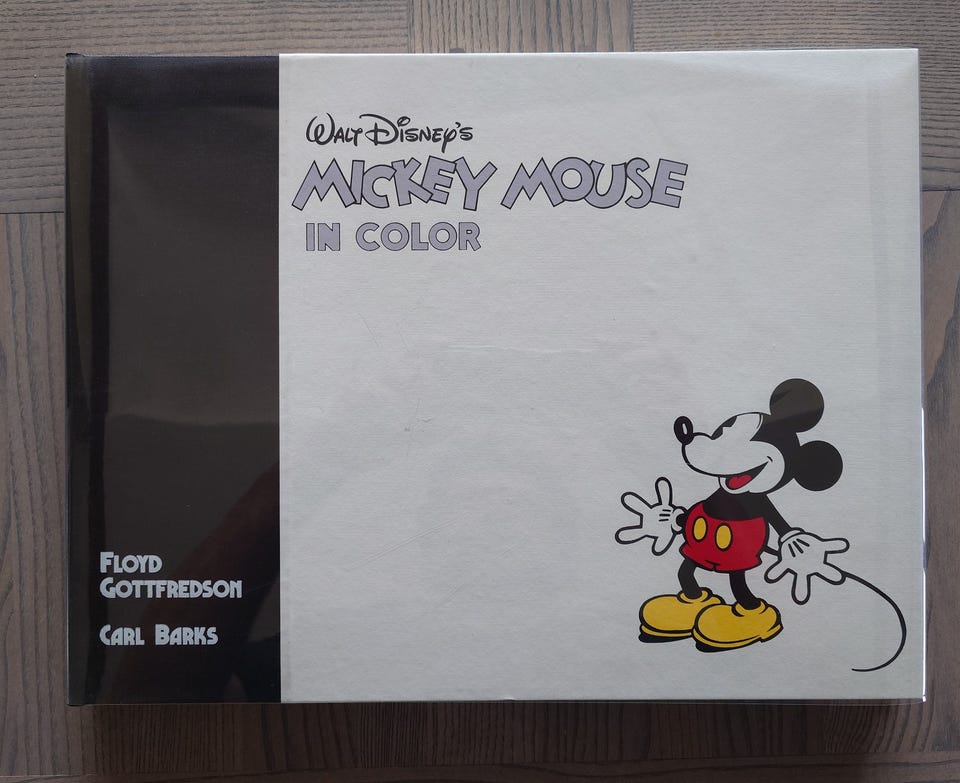 Walt Disney's
MICKEY MOUSE
IN COLOR
FLOYD
GOTTFREDSON
CARL BARKS